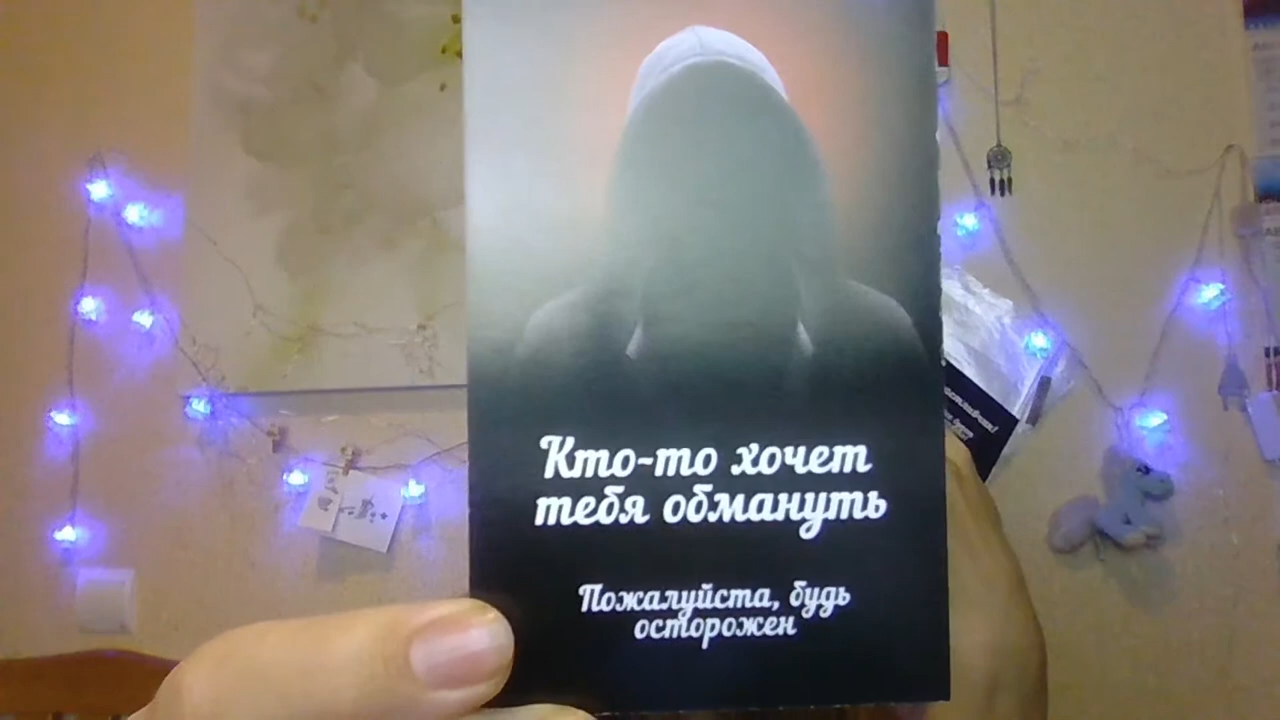 Кто-то хочет
тебя обмануть
Пожалуйста, будь
осторожен